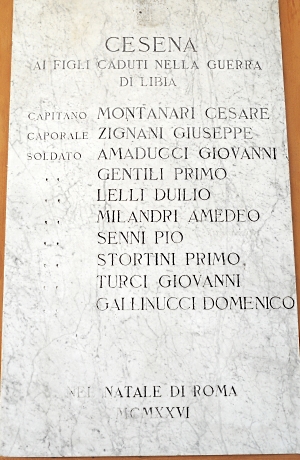 CESENA
AI FIGLI CADUTI NELLA GUERRA
DI LIBIA
CAPITANO MONTANARI CESARE
CAPORALE ZIGNANI GIUSEPPE
SOLDATO AMADUCCI GIOVANNI
,, GENTILI PRIMO
,, LELLI DUILIO
,, MILANDRI AMEDEO
,, SENNI PIO
,, STORTINI PRIMO
,, TURCI GIOVANNI
,, GALLINUCCI DOMENICO
NEL NATALE DI ROMA
MCMXXVI